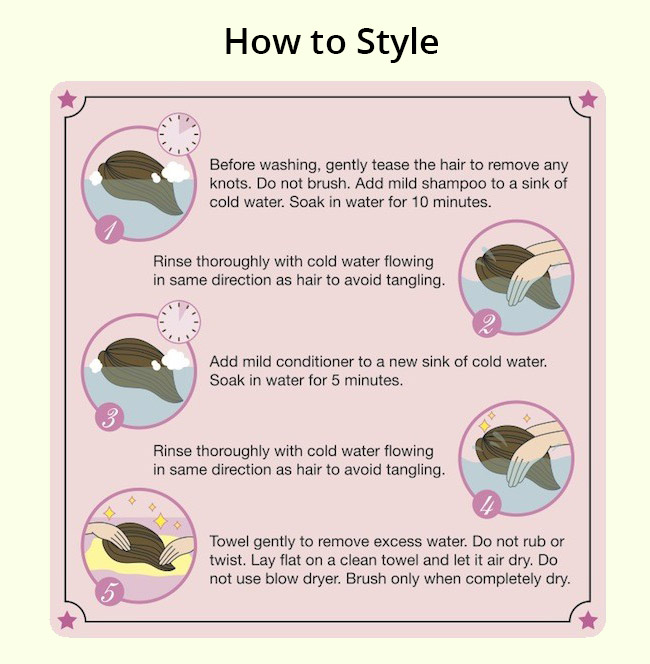 How to Style
Before washing, gently tease the hair to remove any
knots. Do not brush. Add mild shampoo to a sink of
cold water. Soak in water for 10 minutes.
1
Rinse thoroughly with cold water flowing
in same direction as hair to avoid tangling.
2
Add mild conditioner to a new sink of cold water.
Soak in water for 5 minutes.
3
Rinse thoroughly with cold water flowing
in same direction as hair to avoid tangling.
4
Towel gently to remove excess water. Do not rub or
twist. Lay flat on a clean towel and let it air dry. Do
not use blow dryer. Brush only when completely dry.
5